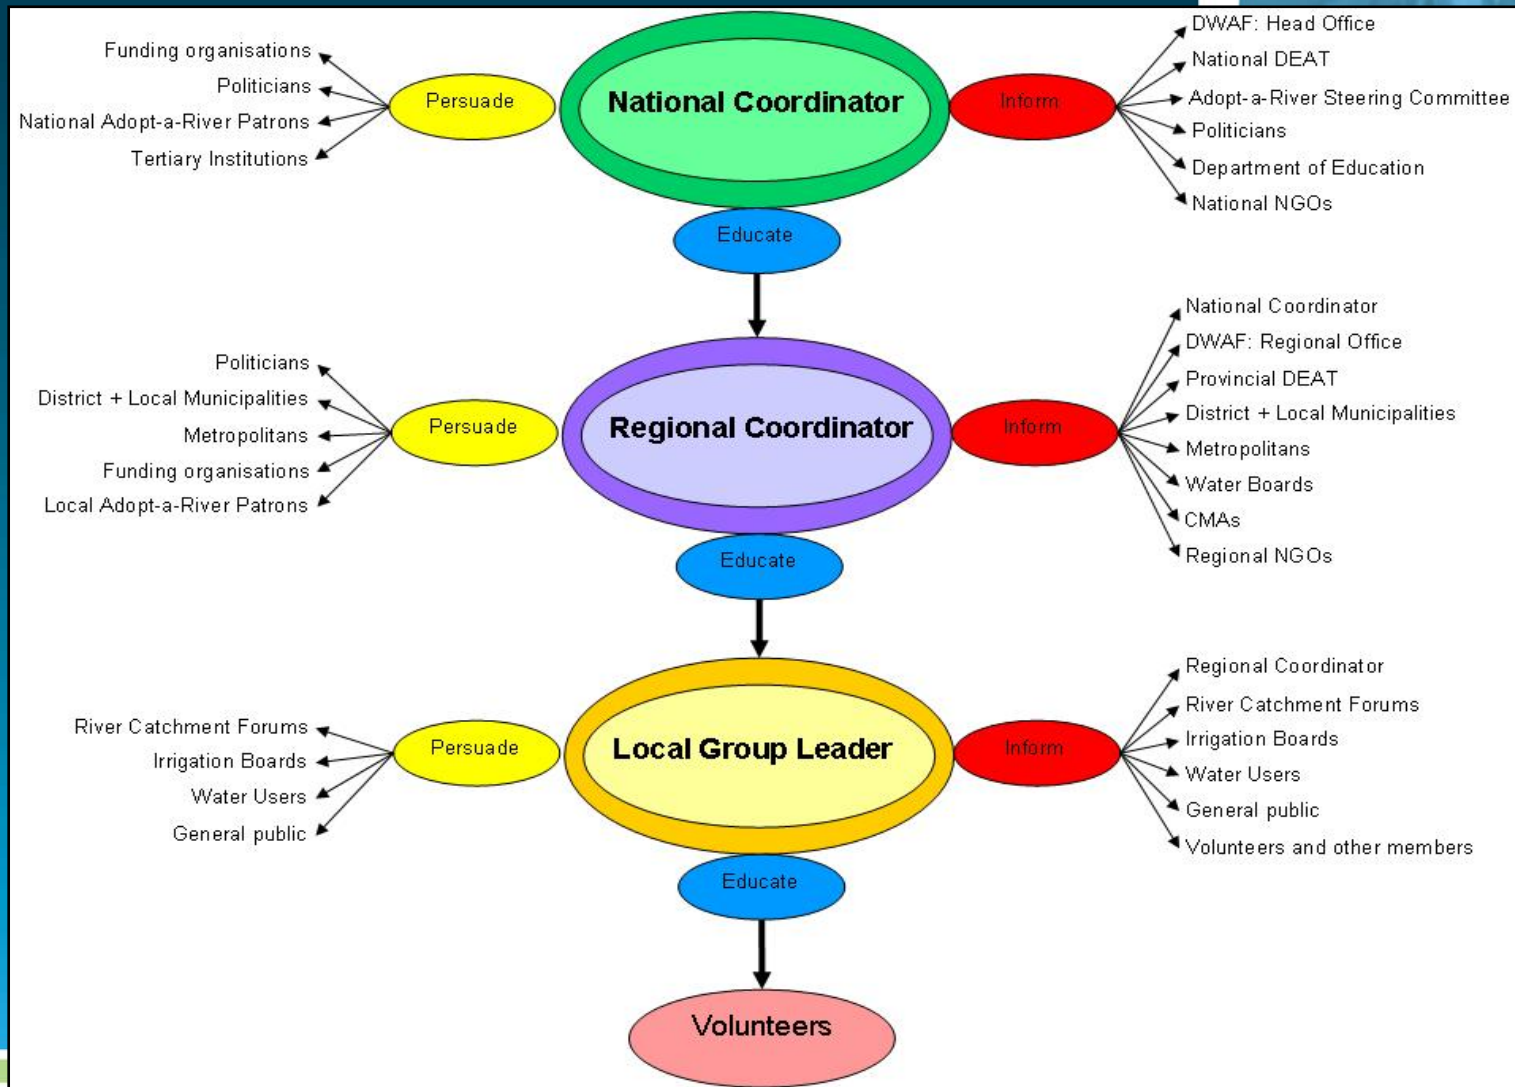 Funding organisations
Politicians
National Adopt-a-River Patrons
Tertiary Institutions
Persuade
National Coordinator
Inform
DWAF: Head Office
National DEAT
Adopt-a-River Steering Committee
Politicians
Department of Education
National NGOs
Educate
Politicians
District + Local Municipalities
Metropolitans
Funding organisations
Local Adopt-a-River Patrons
Persuade
Regional Coordinator
Inform
National Coordinator
DWAF: Regional Office
Provincial DEAT
District + Local Municipalities
Metropolitans
Water Boards
CMAs
Regional NGOs
Educate
River Catchment Forums
Irrigation Boards
Water Users
General public
Persuade
Local Group Leader
Inform
Regional Coordinator
River Catchment Forums
Irrigation Boards
Water Users
General public
Volunteers and other members
Educate
Volunteers